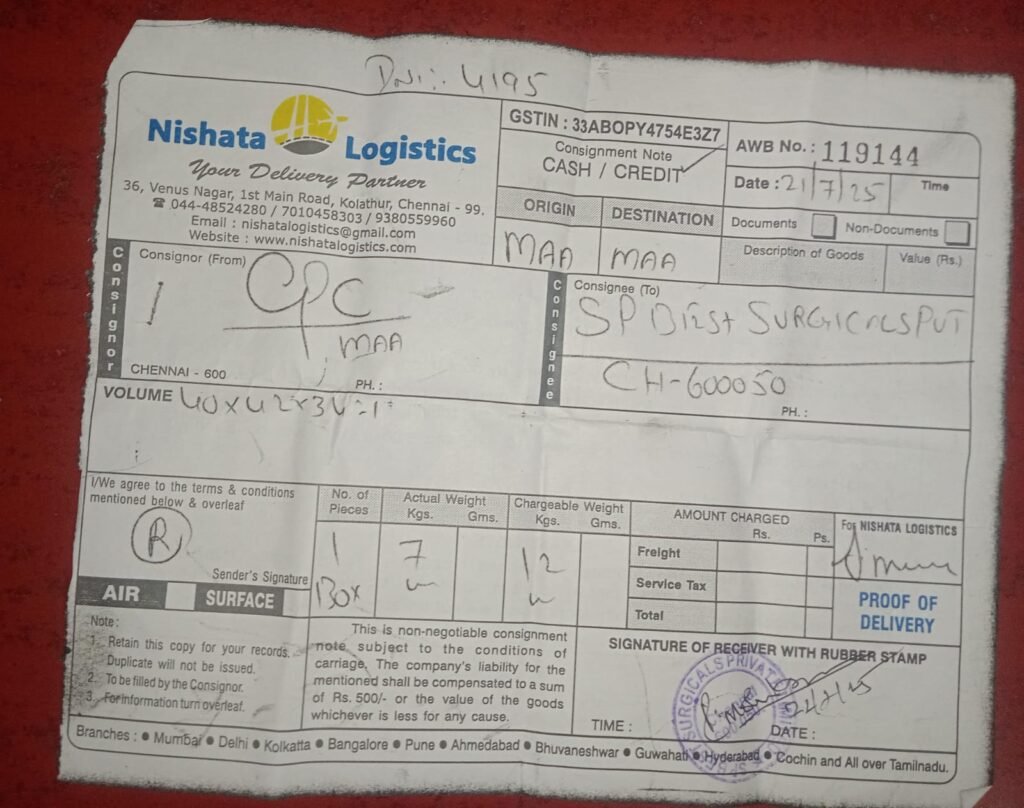 4195
Nishata Logistics
Your Delivery Partner
36, Venus Nagar, 1st Main Road, Kolathur, Chennai - 99.
☎ 044-48524280 / 7010458303 / 9380559960
Email : nishatalogistics@gmail.com
Website : www.nishatalogistics.com
GSTIN : 33ABOPY4754E3Z7
Consignment Note
CASH / CREDIT
AWB No. : 119144
Date : 21/7/25 Time
ORIGIN DESTINATION
MAA MAA
Documents Non-Documents
Description of Goods Value (Rs.)
Consignor
Consignor (From)
CPC
MAA
CHENNAI - 600 PH. :
Consignee
Consignee (To)
SP SURGICALS PVT
CH-600050
PH. :
VOLUME 40x42x34=1
I/We agree to the terms & conditions
mentioned below & overleaf
R
Sender's Signature
AIR SURFACE
No. of Pieces
Actual Weight
Kgs. Gms.
Chargeable Weight
Kgs. Gms.
1 7 12
Box
AMOUNT CHARGED
Rs. Ps.
Freight
Service Tax
Total
For NISHATA LOGISTICS
PROOF OF
DELIVERY
Note:
1. Retain this copy for your records.
Duplicate will not be issued.
2. To be filled by the Consignor.
3. For information turn overleaf.
This is non-negotiable consignment
note subject to the conditions of
carriage. The company's liability for the
mentioned shall be compensated to a sum
of Rs. 500/- or the value of the goods
whichever is less for any cause.
SIGNATURE OF RECEIVER WITH RUBBER STAMP
SURGICALS PRIVATE
TIME : DATE :
Branches : • Mumbai • Delhi • Kolkatta • Bangalore • Pune • Ahmedabad • Bhuvaneshwar • Guwahati • Hyderabad • Cochin and All over Tamilnadu.